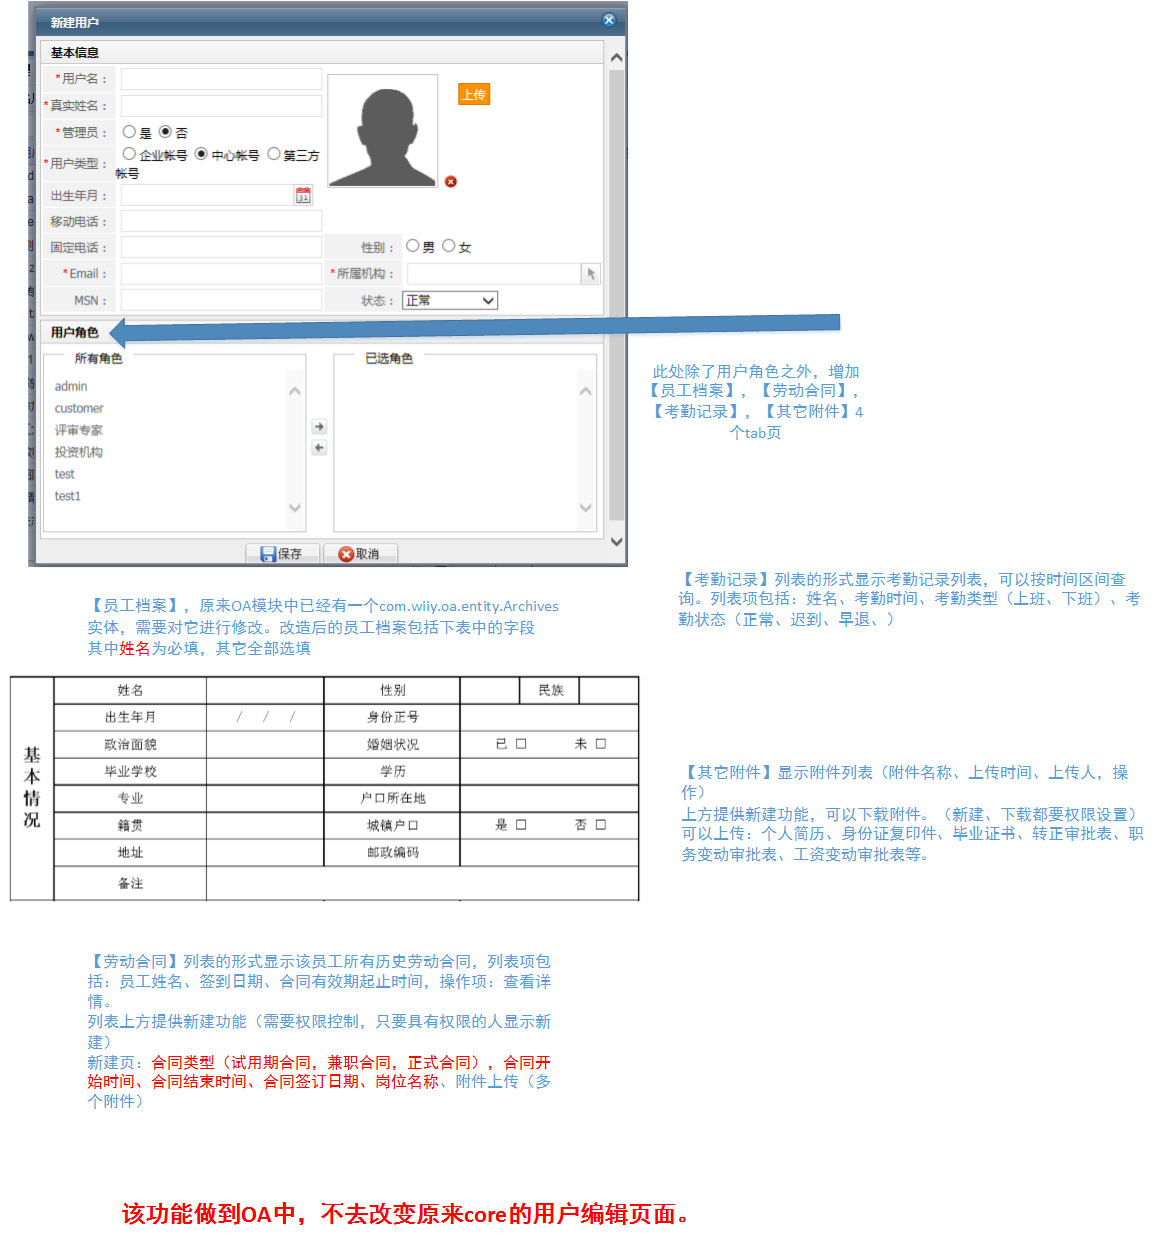 新建用户
基本信息
*用户名：
*真实姓名：
上传
*管理员： 是 否
*用户类型： 企业帐号 中心帐号 第三方
帐号
出生年月： 31
移动电话：
固定电话： 性别： 男 女
*Email： *所属机构：
MSN： 状态： 正常
用户角色
所有角色 已选角色
admin
customer
评审专家
投资机构
test
test1
保存 取消
此处除了用户角色之外，增加
【员工档案】，【劳动合同】，
【考勤记录】，【其它附件】4
个tab页
【考勤记录】列表的形式显示考勤记录列表，可以按时间区间查
询。列表项包括：姓名、考勤时间、考勤类型（上班、下班）、考
勤状态（正常、迟到、早退、）
【员工档案】，原来OA模块中已经有一个com.wiiy.oa.entity.Archives
实体，需要对它进行修改。改造后的员工档案包括下表中的字段
其中姓名为必填，其它全部选填
基本情况
姓名 性别 民族
出生年月 / / / 身份正号
政治面貌 婚姻状况 已 □ 未 □
毕业学校 学历
专业 户口所在地
籍贯 城镇户口 是 □ 否 □
地址 邮政编码
备注
【其它附件】显示附件列表（附件名称、上传时间、上传人，操
作）
上方提供新建功能，可以下载附件。（新建、下载都要权限设置）
可以上传：个人简历、身份证复印件、毕业证书、转正审批表、职
务变动审批表、工资变动审批表等。
【劳动合同】列表的形式显示该员工所有历史劳动合同，列表项包
括：员工姓名、签到日期、合同有效期起止时间，操作项：查看详
情。
列表上方提供新建功能（需要权限控制，只要具有权限的人显示新
建）
新建页：合同类型（试用期合同，兼职合同，正式合同），合同开
始时间、合同结束时间、合同签订日期、岗位名称、附件上传（多
个附件）
该功能做到OA中，不去改变原来core的用户编辑页面。